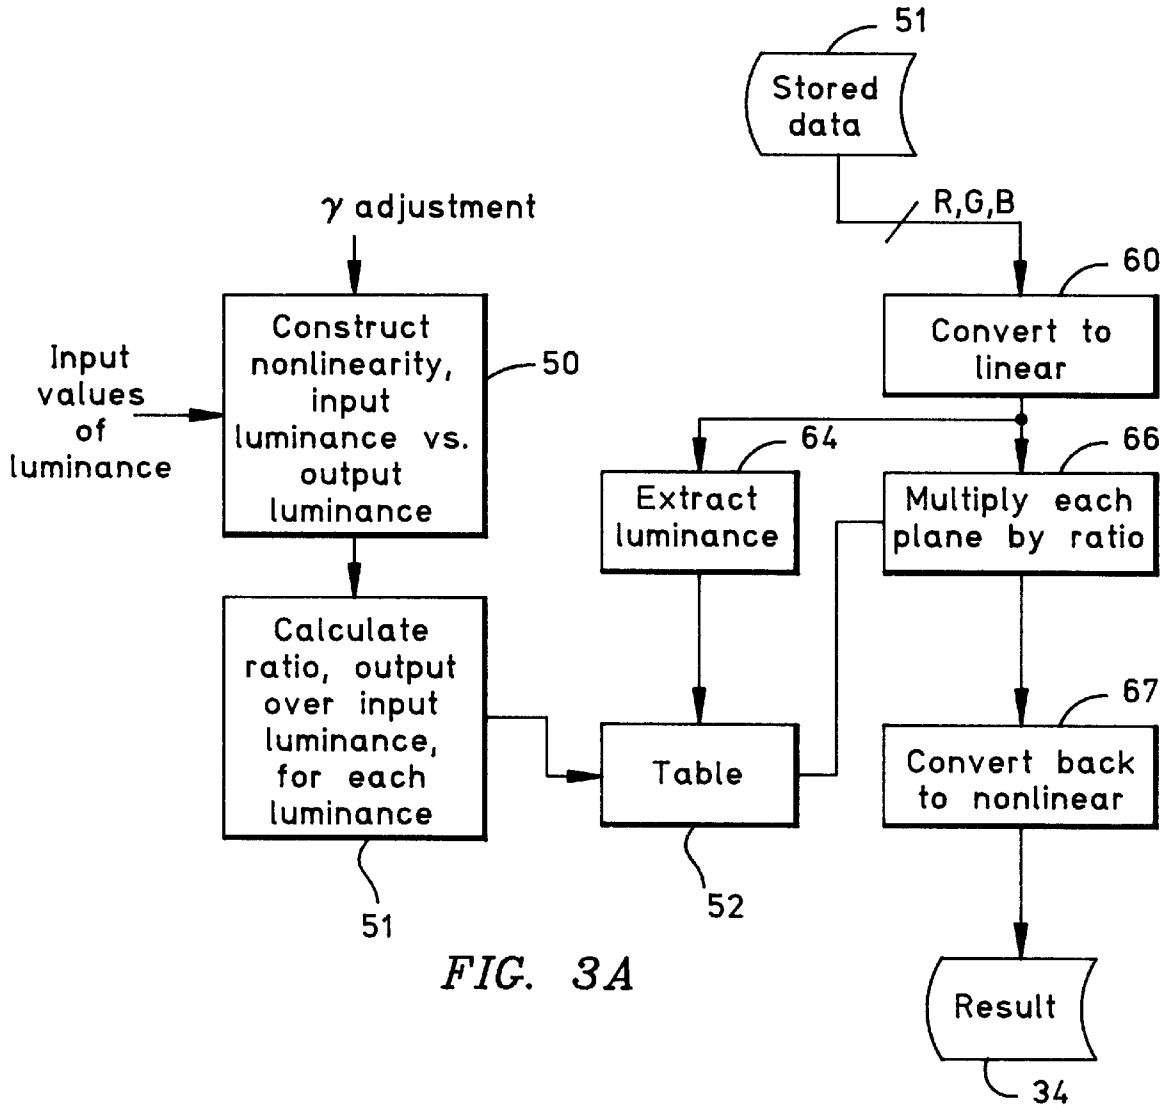 51
Stored
data
R,G,B
γ adjustment
60
Construct
nonlinearity,
input
luminance vs.
output
luminance
50
Input
values
of
luminance
Convert to
linear
64
66
Extract
luminance
Multiply each
plane by ratio
Calculate
ratio, output
over input
luminance,
for each
luminance
51
Table
52
67
Convert back
to nonlinear
FIG. 3A
Result
34